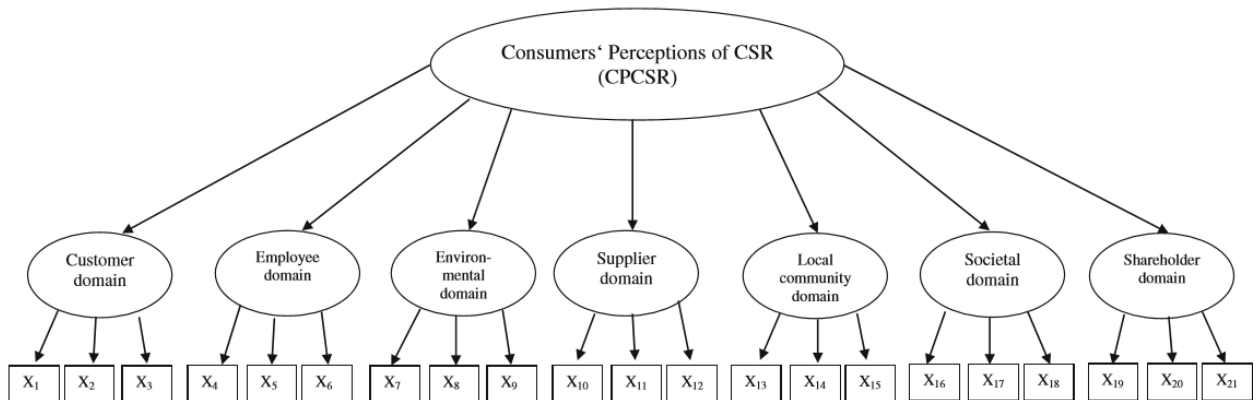 Consumers‘ Perceptions of CSR
(CPCSR)
Customer
domain
Employee
domain
Environ-
mental
domain
Supplier
domain
Local
community
domain
Societal
domain
Shareholder
domain
X₁ X₂ X₃ X₄ X₅ X₆ X₇ X₈ X₉ X₁₀ X₁₁ X₁₂ X₁₃ X₁₄ X₁₅ X₁₆ X₁₇ X₁₈ X₁₉ X₂₀ X₂₁